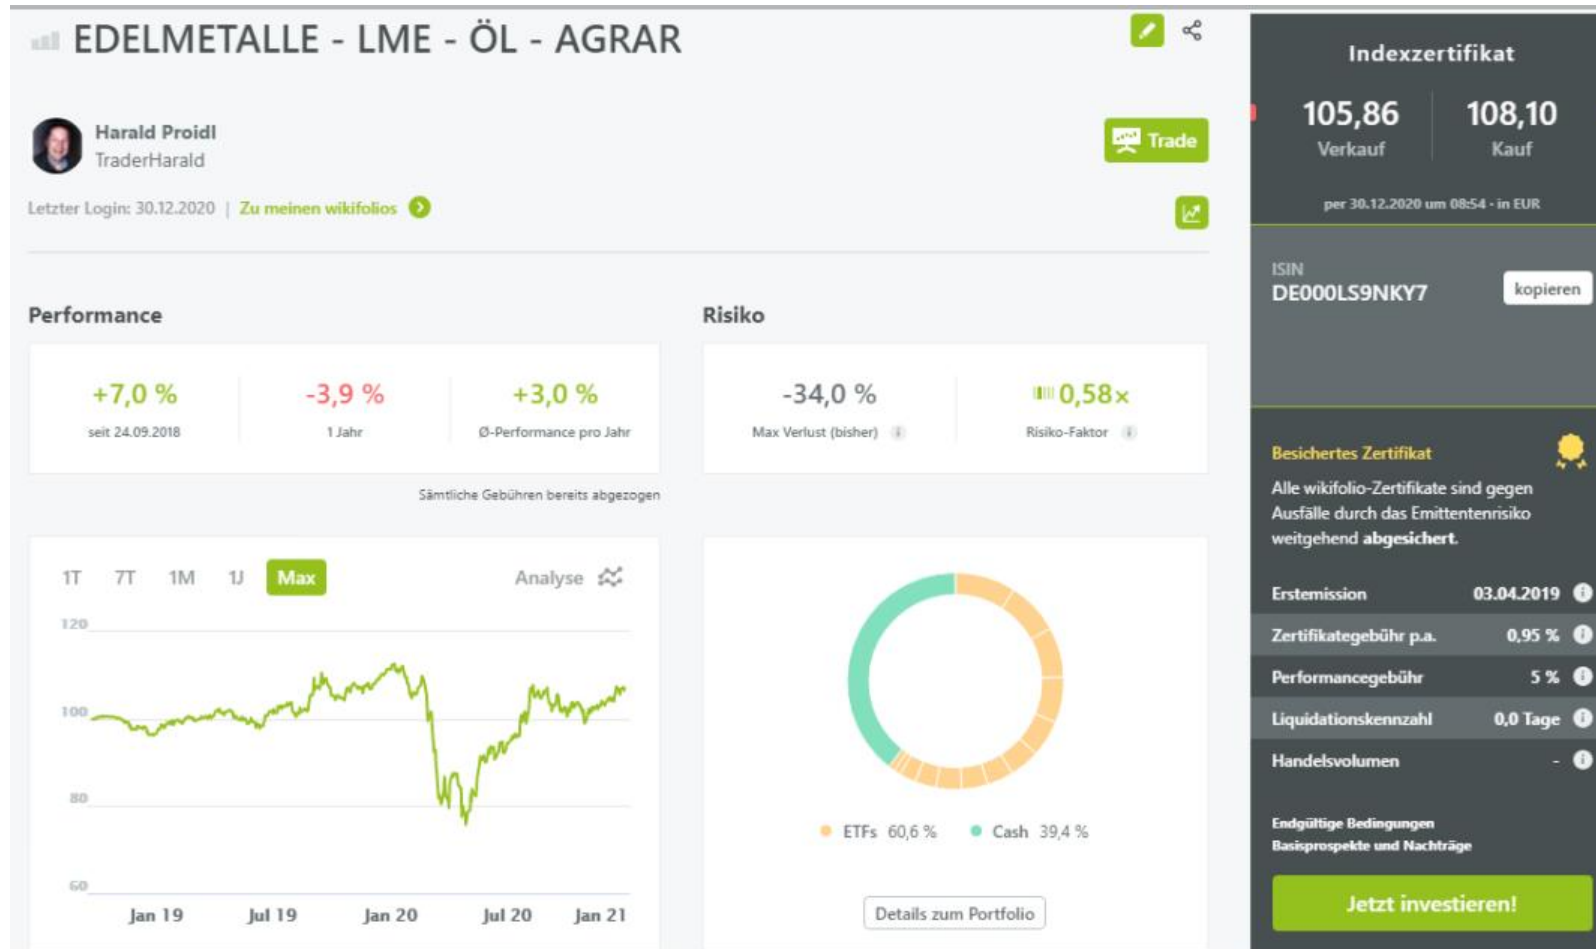 EDELMETALLE - LME - ÖL - AGRAR
Harald Proidl
TraderHarald
Trade
Letzter Login: 30.12.2020 | Zu meinen wikifolios
Performance
+7,0 %
seit 24.09.2018
-3,9 %
1 Jahr
+3,0 %
Ø-Performance pro Jahr
Sämtliche Gebühren bereits abgezogen
Risiko
-34,0 %
Max Verlust (bisher) i
0,58×
Risiko-Faktor i
1T 7T 1M 1J Max Analyse
120
100
80
60
Jan 19 Jul 19 Jan 20 Jul 20 Jan 21
ETFs 60,6 % Cash 39,4 %
Details zum Portfolio
Indexzertifikat
105,86 108,10
Verkauf Kauf
per 30.12.2020 um 08:54 - in EUR
ISIN
DE000LS9NKY7 kopieren
Besichertes Zertifikat
Alle wikifolio-Zertifikate sind gegen
Ausfälle durch das Emittentenrisiko
weitgehend abgesichert.
Erstemission 03.04.2019 i
Zertifikategebühr p.a. 0,95 % i
Performancegebühr 5 % i
Liquidationskennzahl 0,0 Tage i
Handelsvolumen - i
Endgültige Bedingungen
Basisprospekte und Nachträge
Jetzt investieren!